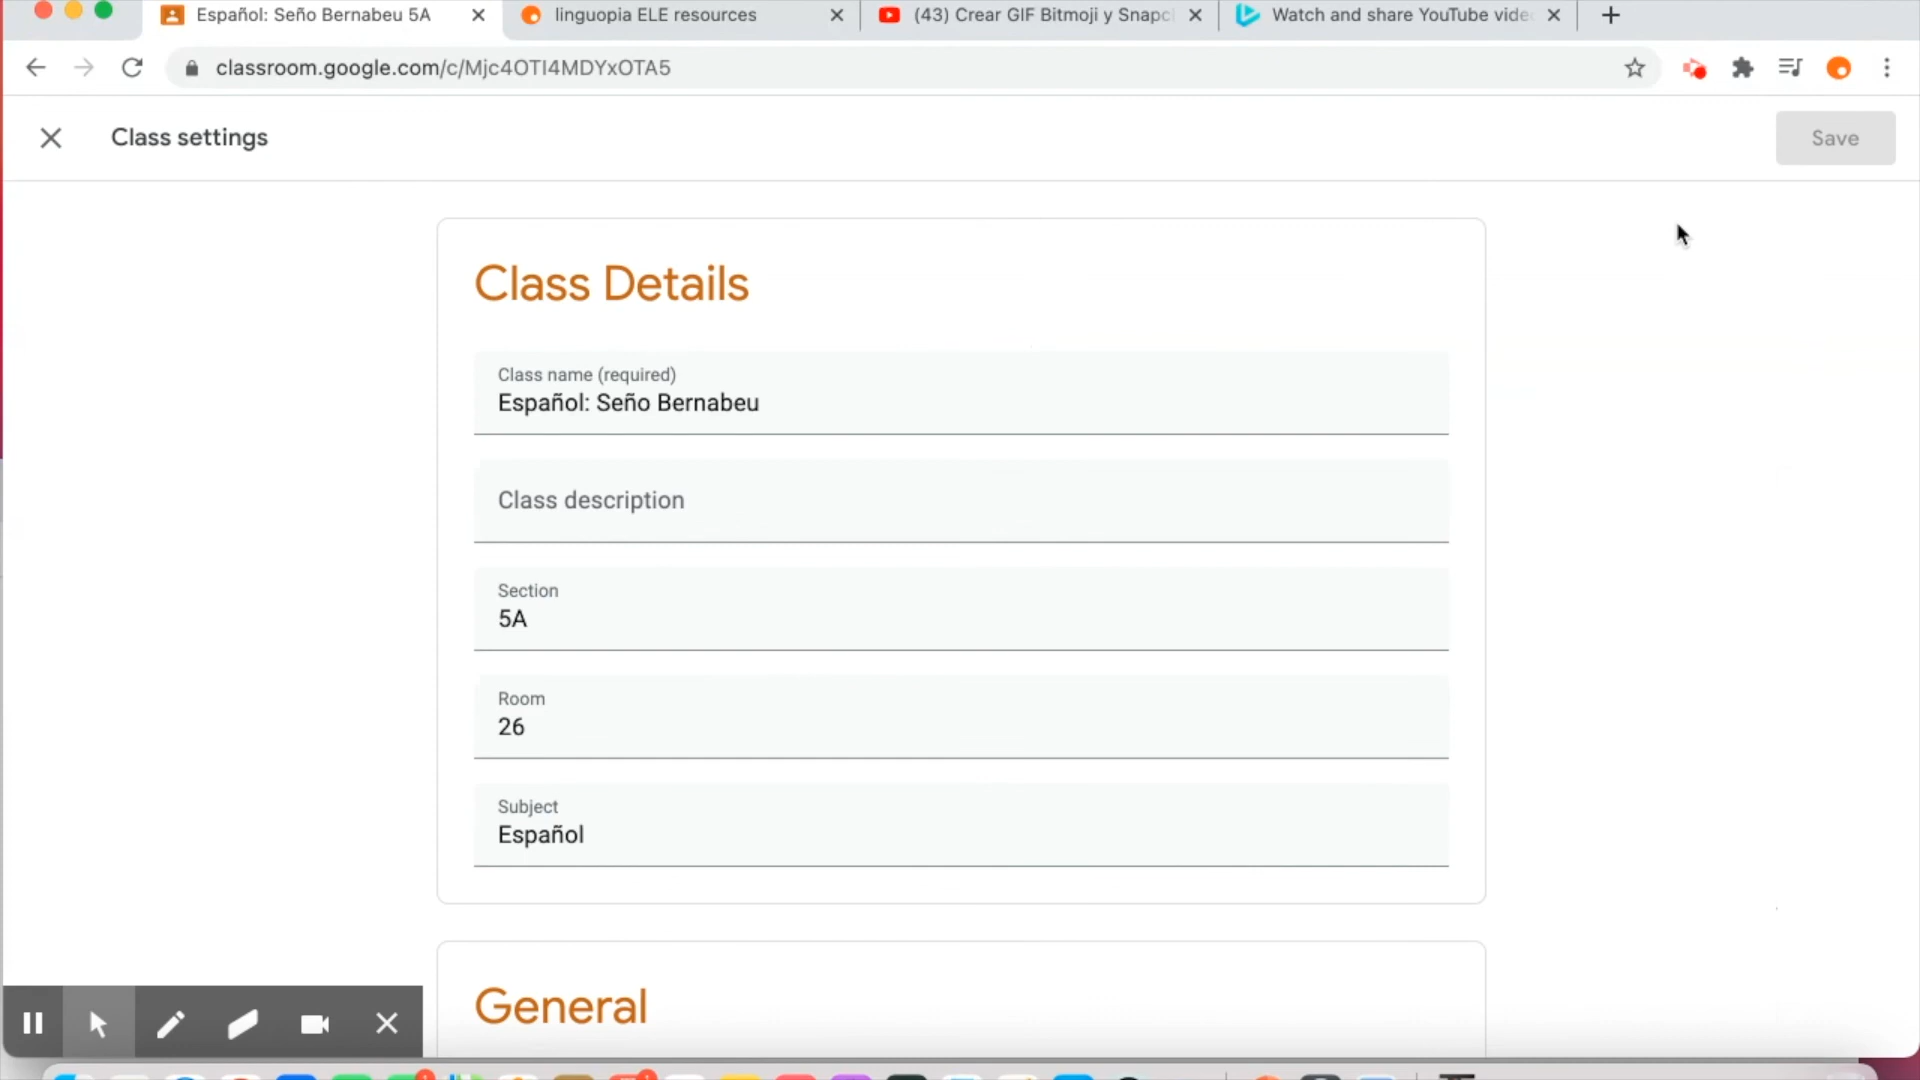 Español: Seño Bernabeu 5A
linguopia ELE resources
(43) Crear GIF Bitmoji y Snapc
Watch and share YouTube vide
classroom.google.com/c/Mjc4OTI4MDYxOTA5
Class settings
Save
Class Details
Class name (required)
Español: Seño Bernabeu
Class description
Section
5A
Room
26
Subject
Español
General